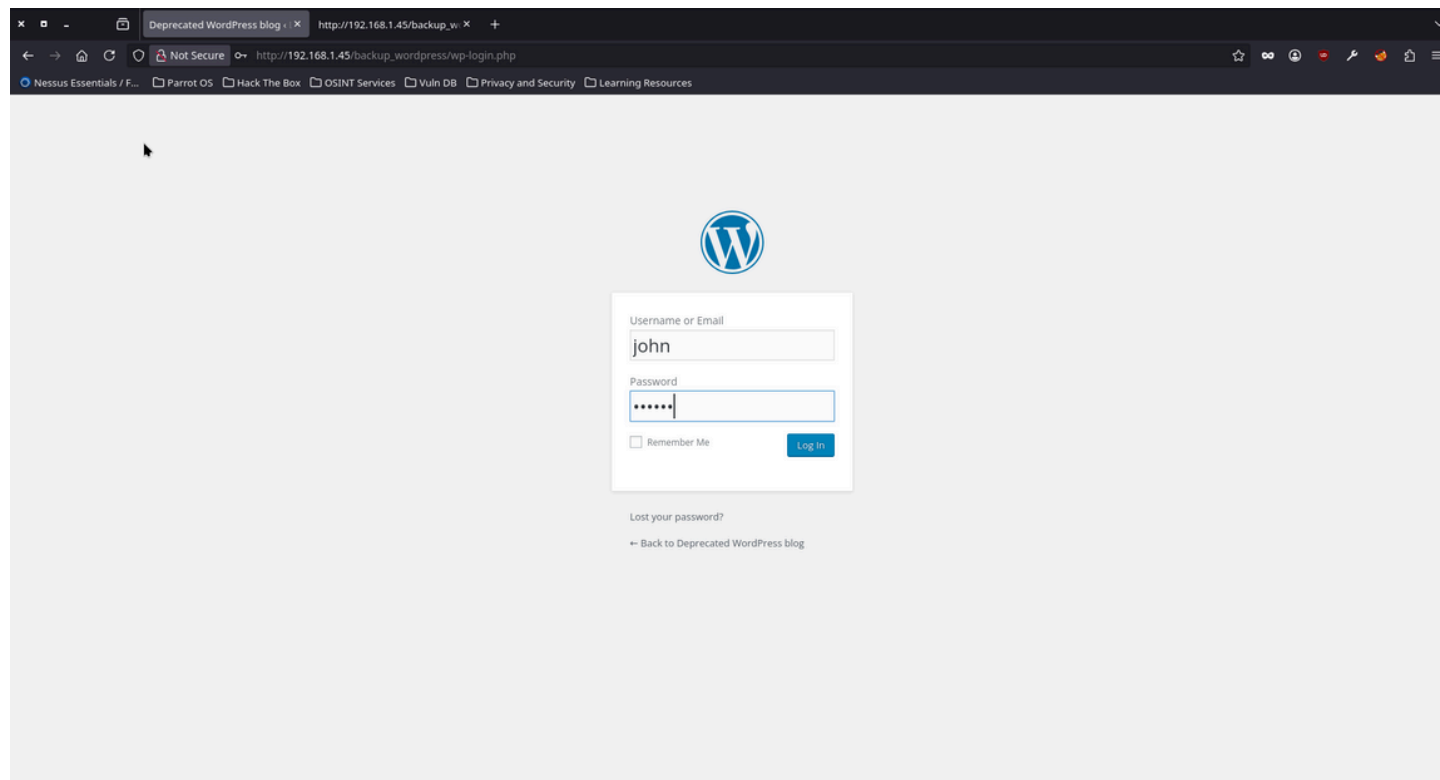 Deprecated WordPress blog ‹
http://192.168.1.45/backup_w
Not Secure http://192.168.1.45/backup_wordpress/wp-login.php
Nessus Essentials / F... Parrot OS Hack The Box OSINT Services Vuln DB Privacy and Security Learning Resources
Username or Email
john
Password
••••••
Remember Me Log In
Lost your password?
← Back to Deprecated WordPress blog